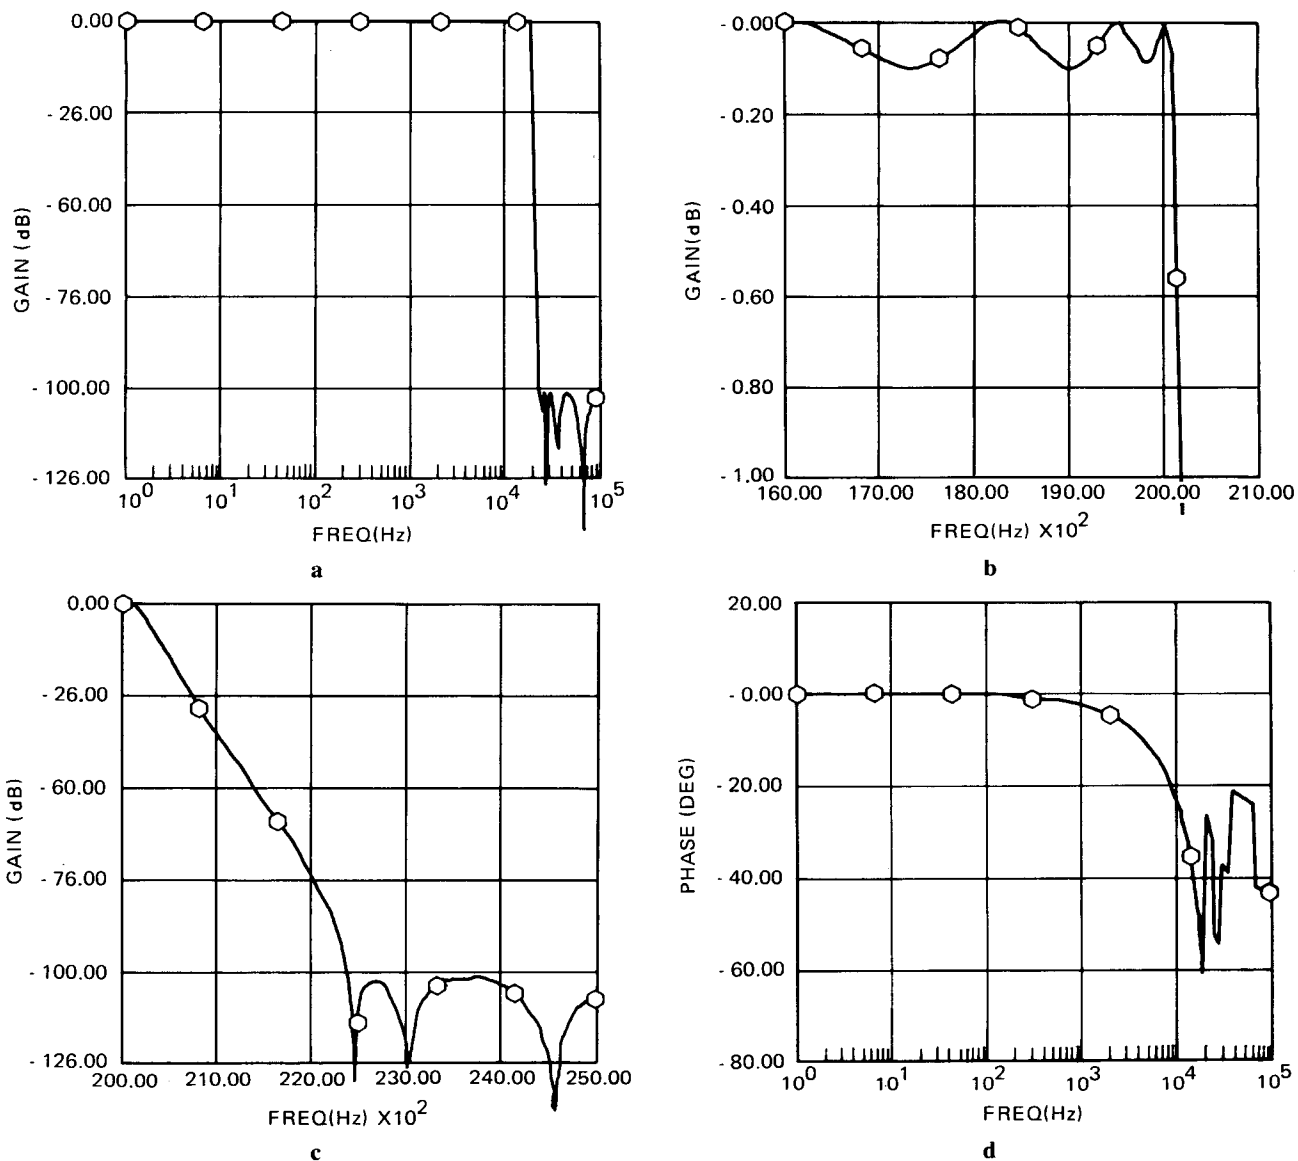 0.00
- 26.00
- 60.00
- 76.00
- 100.00
- 126.00
GAIN (dB)
10^0 10^1 10^2 10^3 10^4 10^5
FREQ(Hz)
a
- 0.00
- 0.20
- 0.40
- 0.60
- 0.80
- 1.00
GAIN(dB)
160.00 170.00 180.00 190.00 200.00 210.00
FREQ(Hz) X10^2
b
0.00
- 26.00
- 60.00
- 76.00
- 100.00
- 126.00
GAIN (dB)
200.00 210.00 220.00 230.00 240.00 250.00
FREQ(Hz) X10^2
c
20.00
- 0.00
- 20.00
- 40.00
- 60.00
- 80.00
PHASE (DEG)
10^0 10^1 10^2 10^3 10^4 10^5
FREQ(Hz)
d